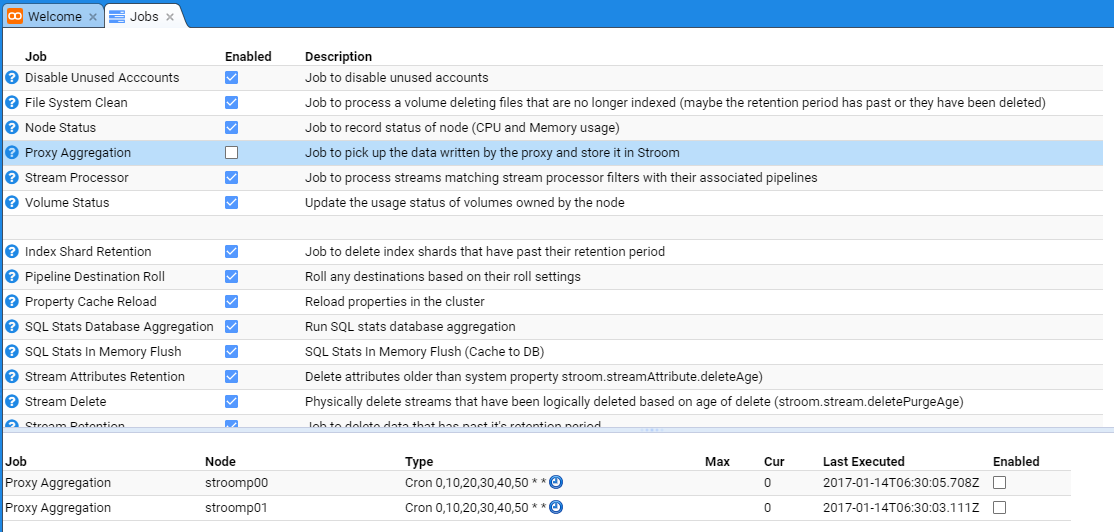 Welcome × Jobs ×
Job Enabled Description
Disable Unused Acccounts Job to disable unused accounts
File System Clean Job to process a volume deleting files that are no longer indexed (maybe the retention period has past or they have been deleted)
Node Status Job to record status of node (CPU and Memory usage)
Proxy Aggregation Job to pick up the data written by the proxy and store it in Stroom
Stream Processor Job to process streams matching stream processor filters with their associated pipelines
Volume Status Update the usage status of volumes owned by the node
Index Shard Retention Job to delete index shards that have past their retention period
Pipeline Destination Roll Roll any destinations based on their roll settings
Property Cache Reload Reload properties in the cluster
SQL Stats Database Aggregation Run SQL stats database aggregation
SQL Stats In Memory Flush SQL Stats In Memory Flush (Cache to DB)
Stream Attributes Retention Delete attributes older than system property stroom.streamAttribute.deleteAge)
Stream Delete Physically delete streams that have been logically deleted based on age of delete (stroom.stream.deletePurgeAge)
Stream Retention Job to delete data that has past it's retention period
Job Node Type Max Cur Last Executed Enabled
Proxy Aggregation stroomp00 Cron 0,10,20,30,40,50 * * 0 2017-01-14T06:30:05.708Z
Proxy Aggregation stroomp01 Cron 0,10,20,30,40,50 * * 0 2017-01-14T06:30:03.111Z